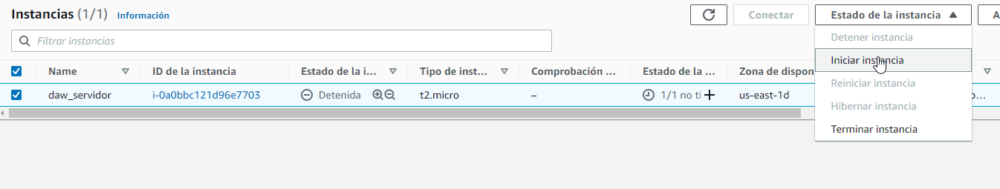 Instancias (1/1) Información
Conectar
Estado de la instancia
A
Filtrar instancias
Detener instancia
Iniciar instancia
Reiniciar instancia
Hibernar instancia
Terminar instancia
Name ID de la instancia Estado de la i... Tipo de inst... Comprobación ... Estado de la ... Zona de dispon
daw_servidor i-0a0bbc121d96e7703 Detenida t2.micro – 1/1 no ti us-east-1d o...